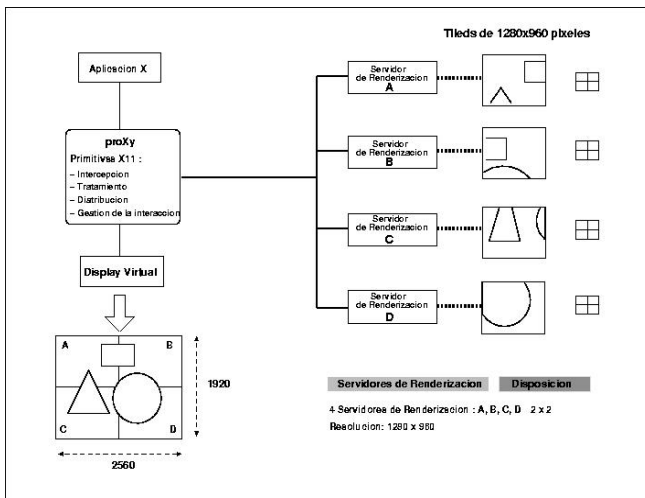 Tileds de 1280x960 pixeles
Aplicacion X
proXy
Primitivas X11 :
– Intercepcion
– Tratamiento
– Distribucion
– Gestion de la interaccion
Display Virtual
Servidor
de Renderizacion
A
Servidor
de Renderizacion
B
Servidor
de Renderizacion
C
Servidor
de Renderizacion
D
A
B
C
D
1920
2560
Servidores de Renderizacion
Disposicion
4 Servidores de Renderizacion : A, B, C, D 2 x 2
Resolucion: 1280 x 960